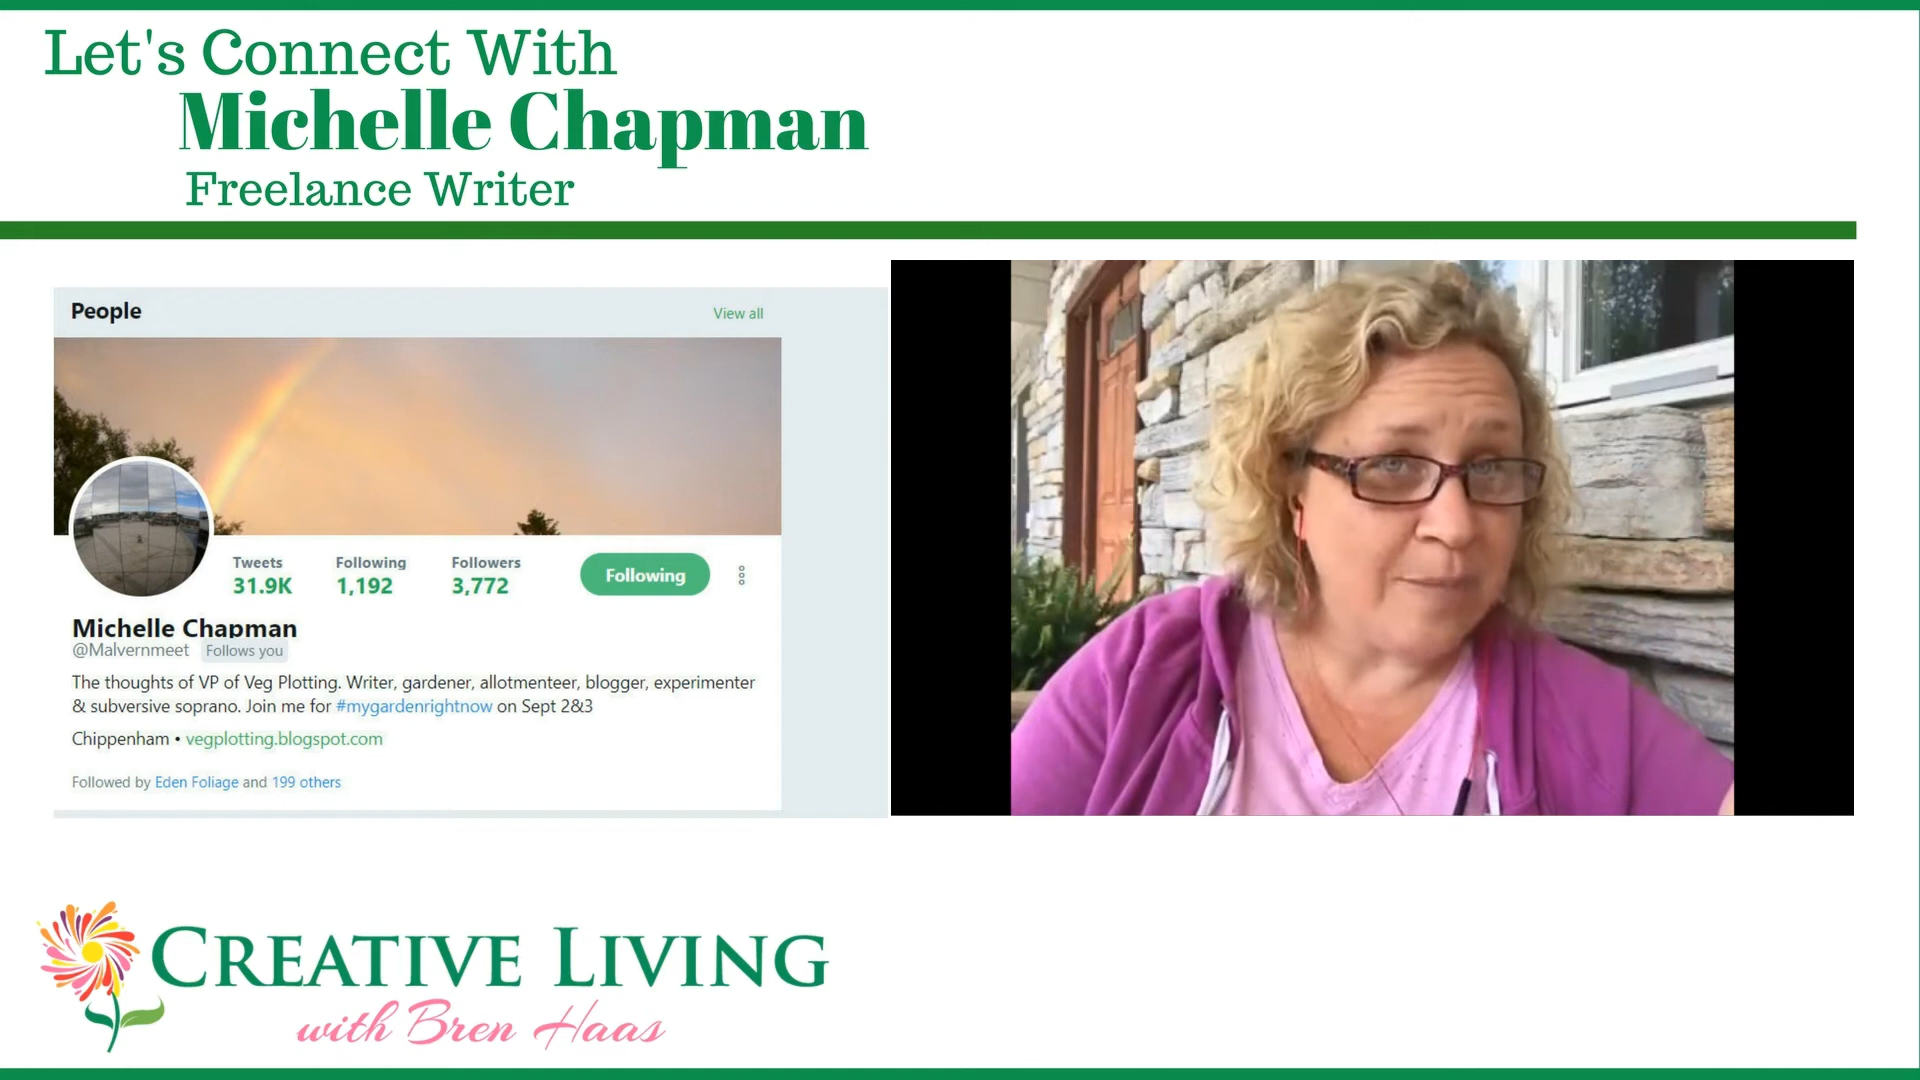 Let's Connect With
Michelle Chapman
Freelance Writer
People
View all
Tweets
31.9K
Following
1,192
Followers
3,772
Following
Michelle Chapman
@Malvernmeet Follows you
The thoughts of VP of Veg Plotting. Writer, gardener, allotmenteer, blogger, experimenter
& subversive soprano. Join me for #mygardenrightnow on Sept 2&3
Chippenham • vegplotting.blogspot.com
Followed by Eden Foliage and 199 others
CREATIVE LIVING
with Bren Haas